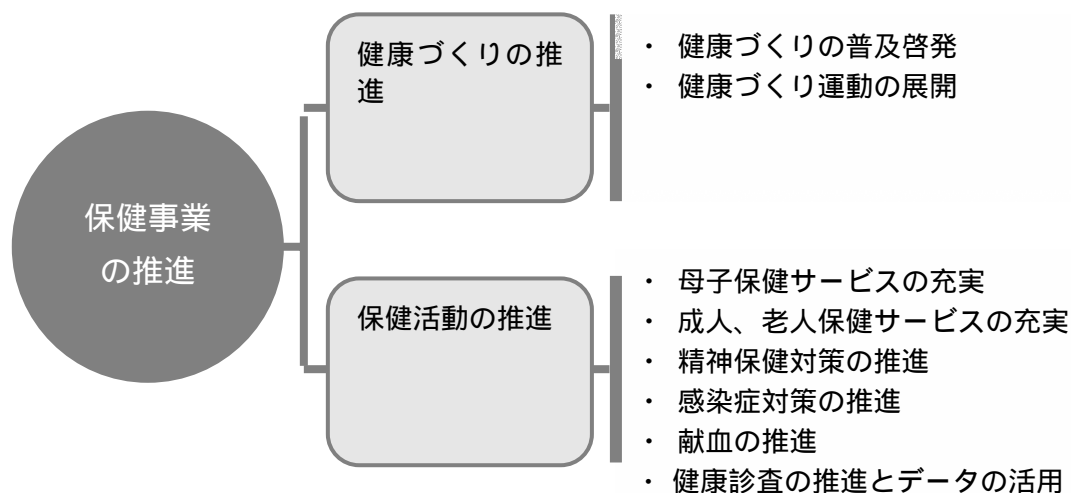 保健事業
の推進
健康づくりの推
進
・ 健康づくりの普及啓発
・ 健康づくり運動の展開
保健活動の推進
・ 母子保健サービスの充実
・ 成人、老人保健サービスの充実
・ 精神保健対策の推進
・ 感染症対策の推進
・ 献血の推進
・ 健康診査の推進とデータの活用